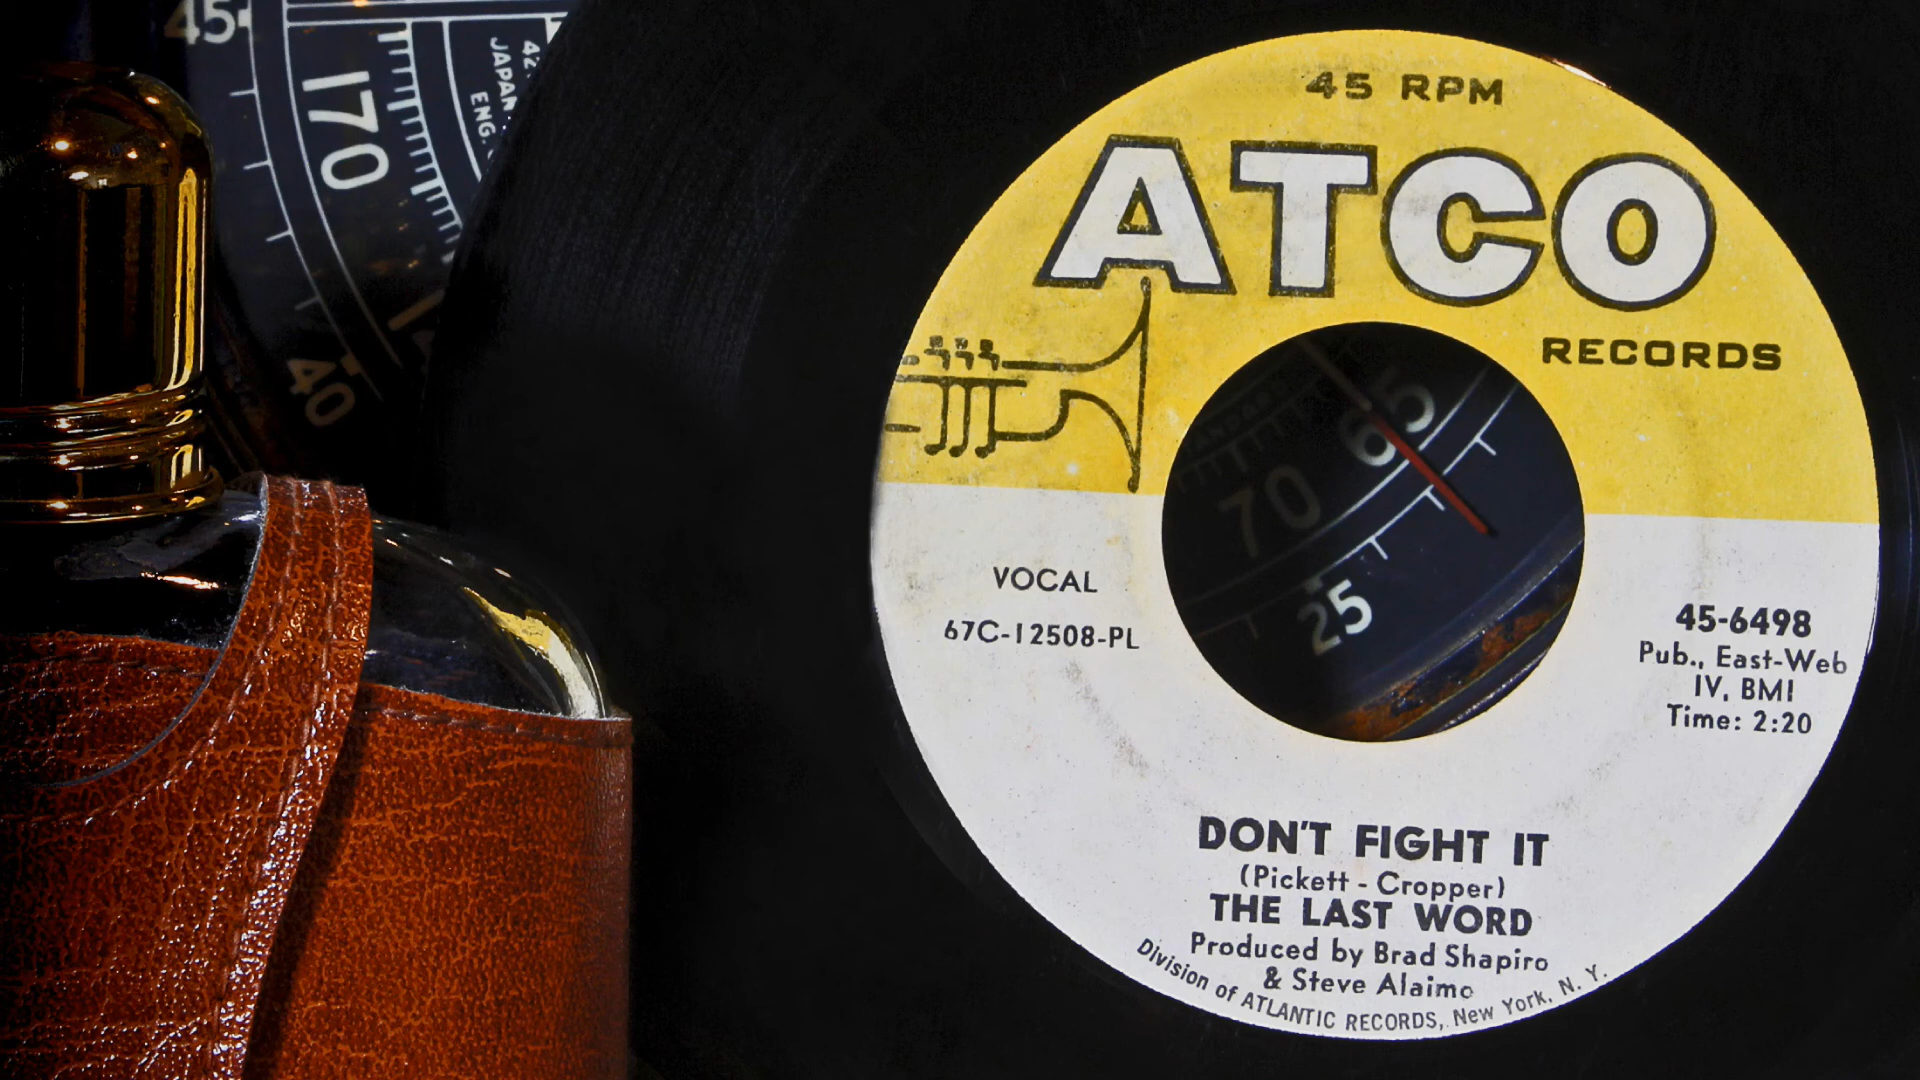 45
170
JAPAN
ENG.
40
45 RPM
ATCO
RECORDS
65
70
25
VOCAL
67C-12508-PL
45-6498
Pub., East-Web
IV, BMI
Time: 2:20
DON'T FIGHT IT
(Pickett - Cropper)
THE LAST WORD
Produced by Brad Shapiro
& Steve Alaimo
Division of ATLANTIC RECORDS, New York, N. Y.